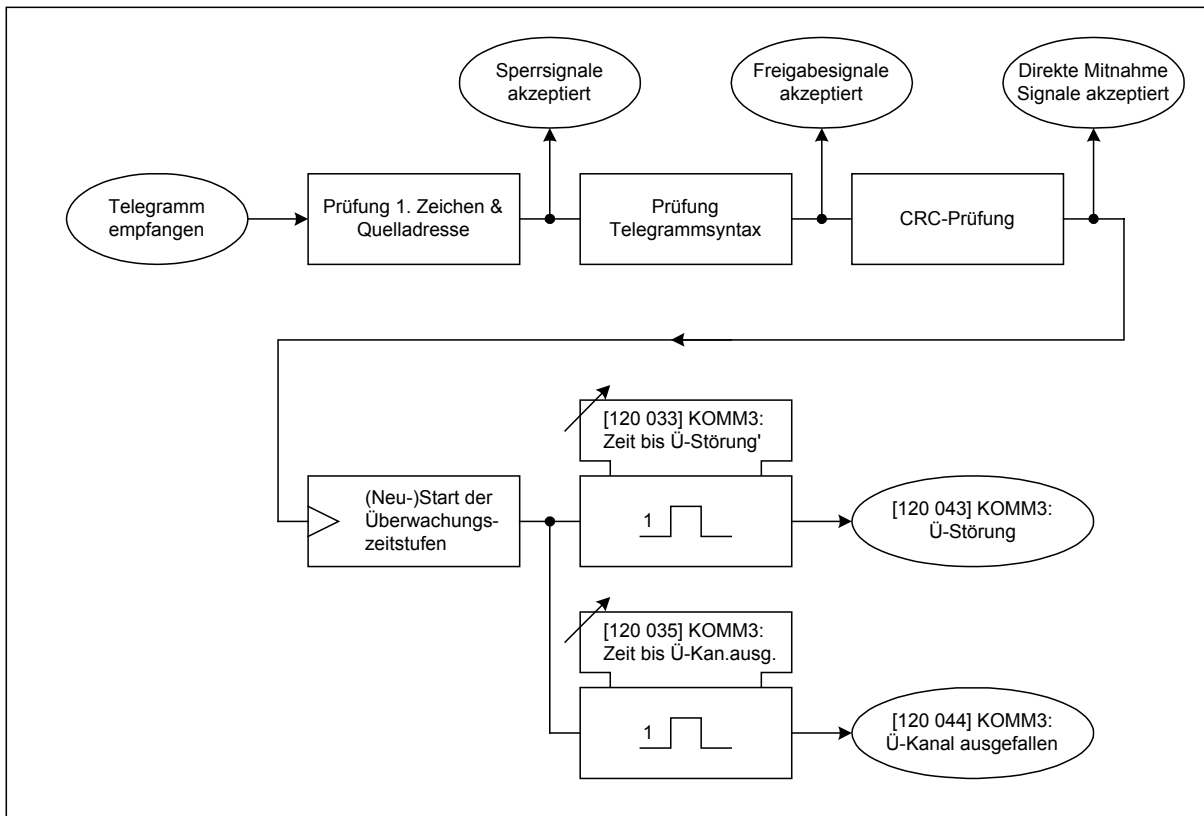 Sperrsignale
akzeptiert
Freigabesignale
akzeptiert
Direkte Mitnahme
Signale akzeptiert
Telegramm
empfangen
Prüfung 1. Zeichen &
Quelladresse
Prüfung
Telegrammsyntax
CRC-Prüfung
[120 033] KOMM3:
Zeit bis Ü-Störung'
(Neu-)Start der
Überwachungs-
zeitstufen
1
[120 043] KOMM3:
Ü-Störung
[120 035] KOMM3:
Zeit bis Ü-Kan.ausg.
1
[120 044] KOMM3:
Ü-Kanal ausgefallen